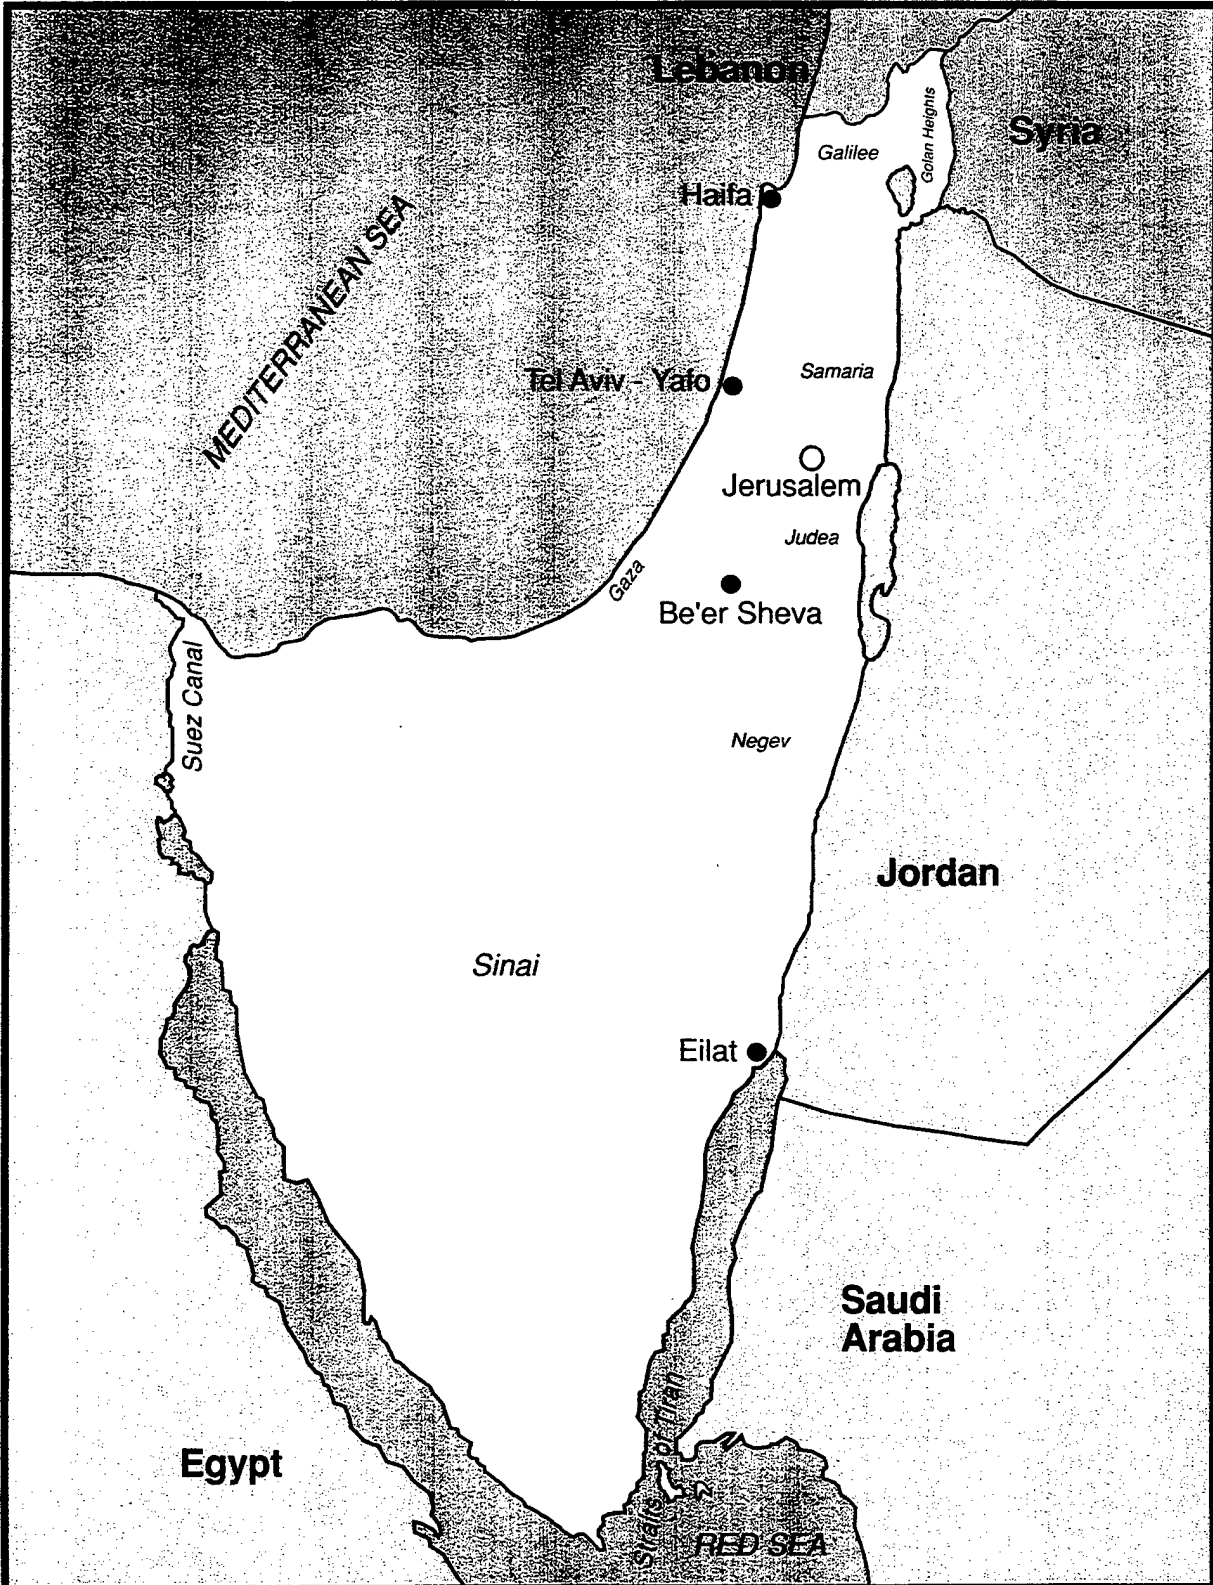 Lebanon
Syria
Golan Heights
Galilee
Haifa
MEDITERRANEAN SEA
Samaria
Tel Aviv - Yafo
Jerusalem
Judea
Gaza
Be'er Sheva
Suez Canal
Negev
Jordan
Sinai
Eilat
Saudi
Arabia
Egypt
Straits of Tiran
RED SEA